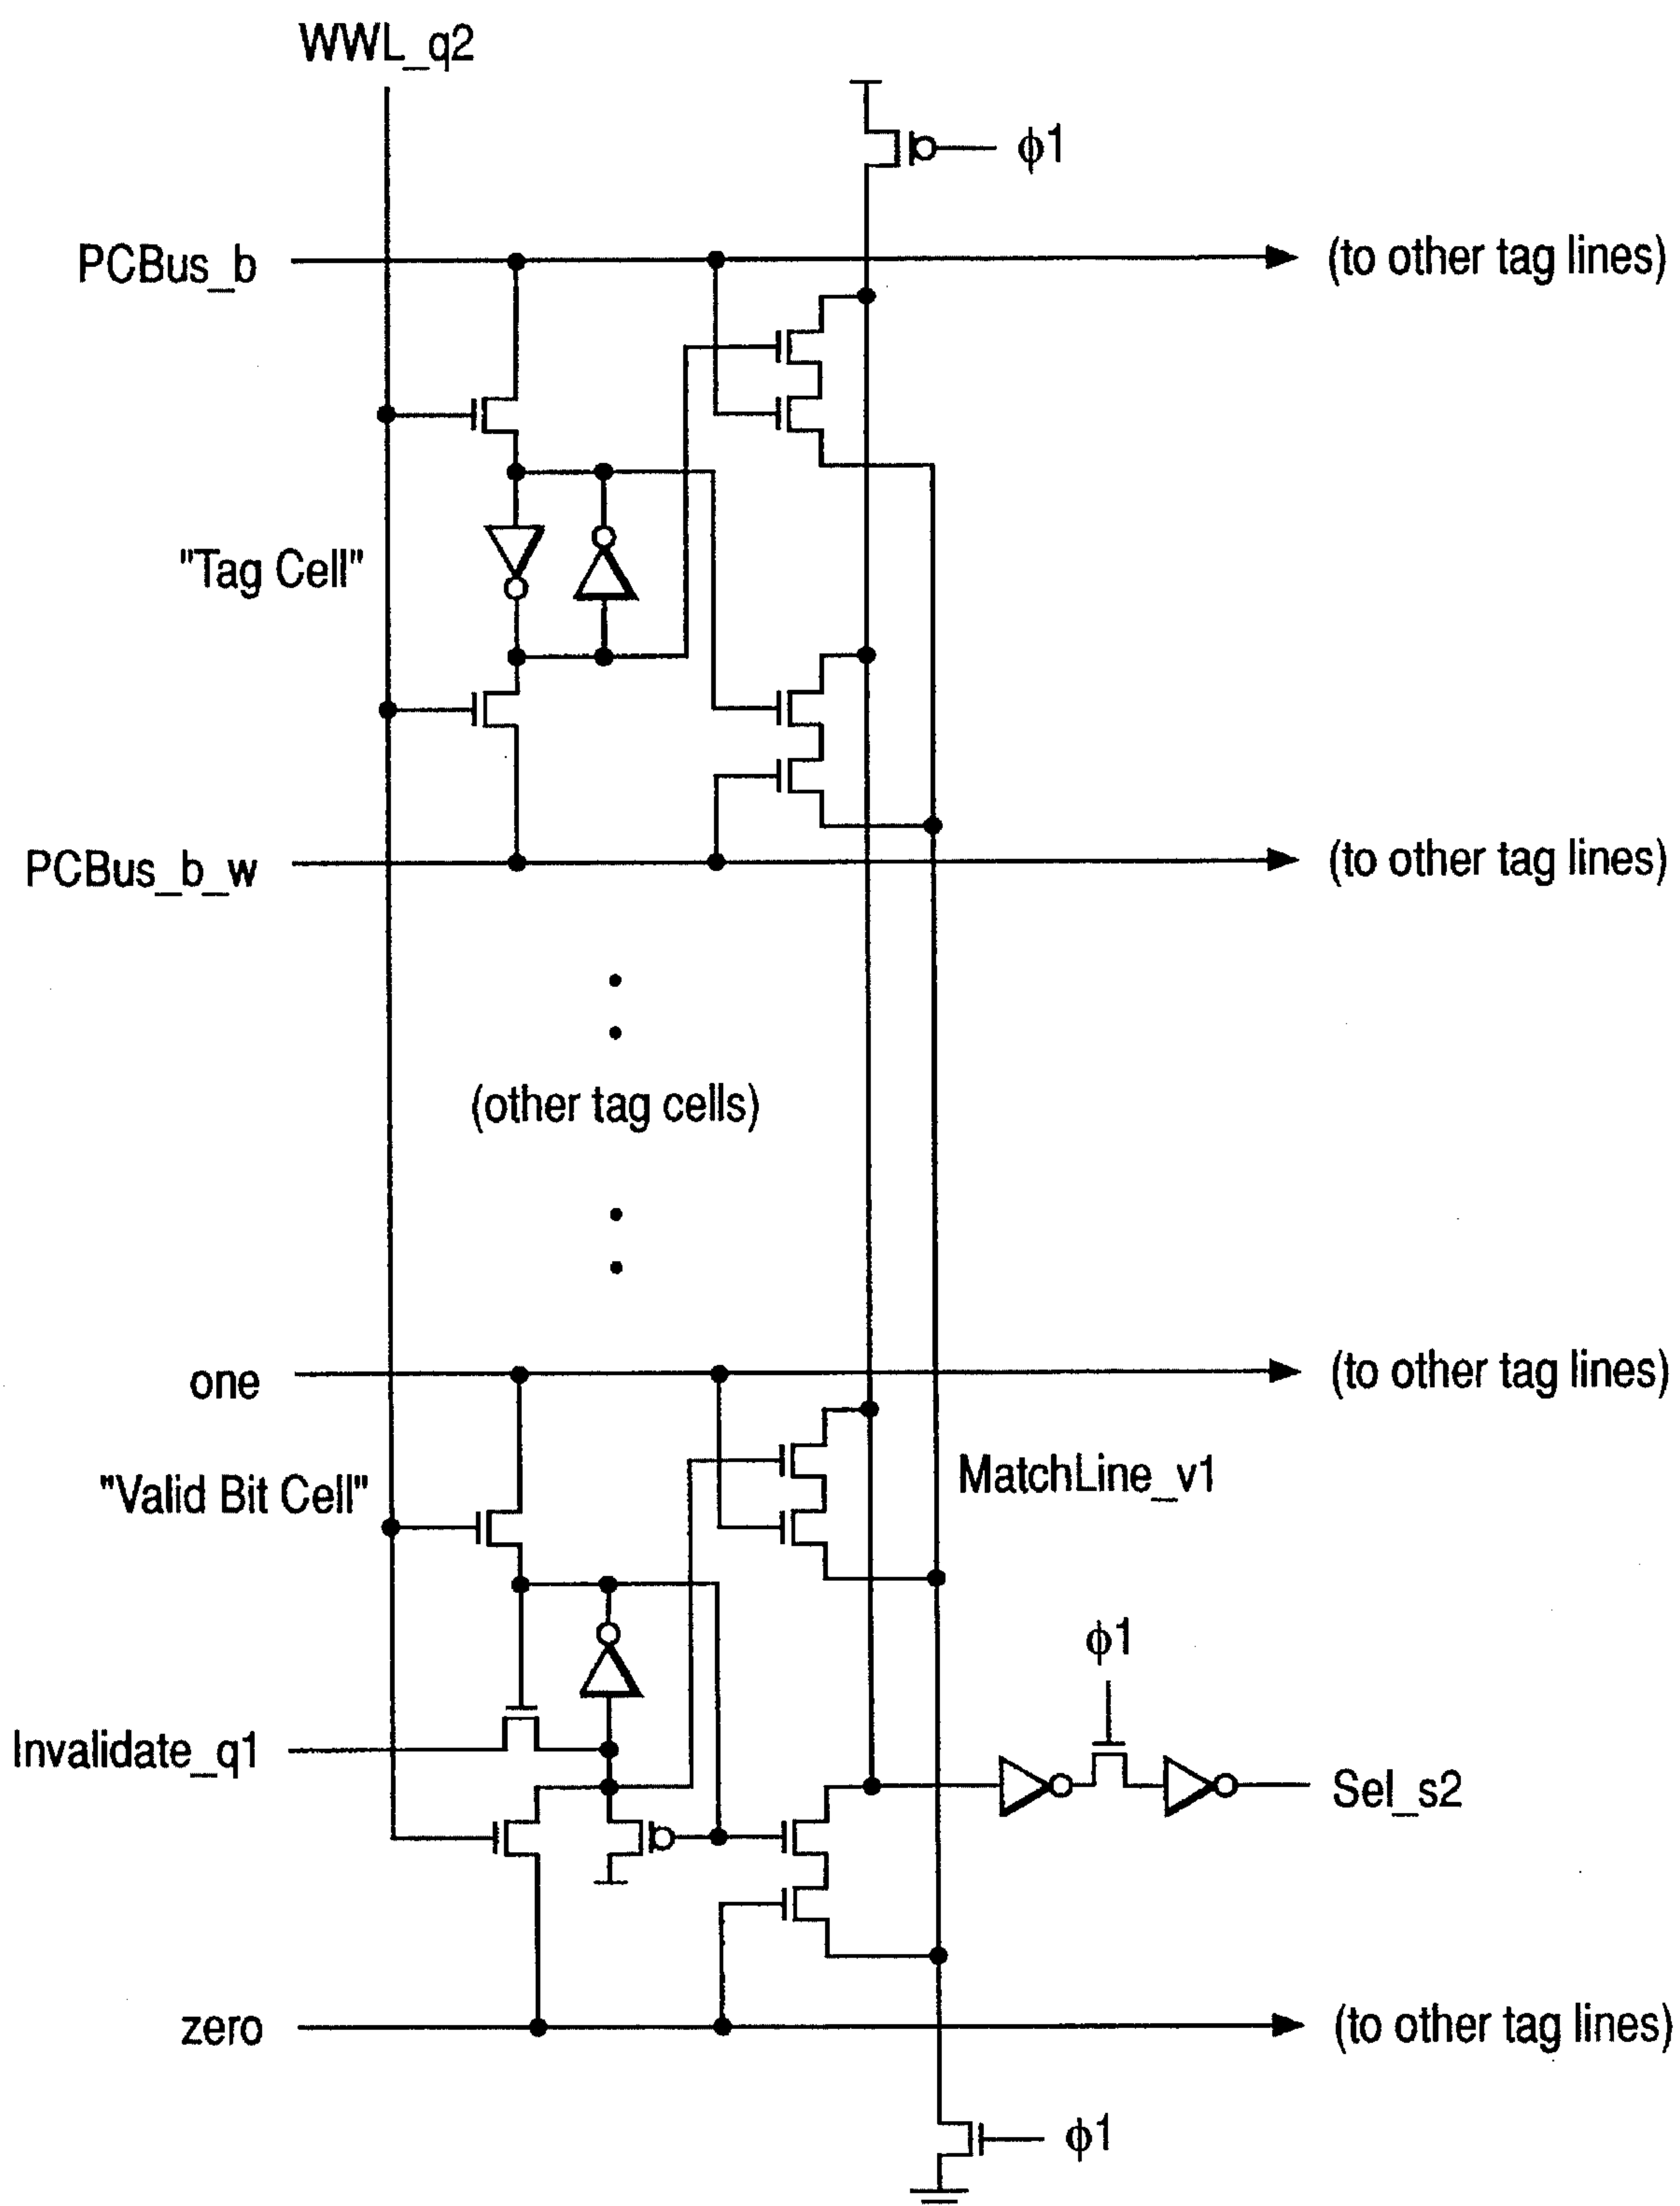 WWL_q2
ϕ1
PCBus_b
(to other tag lines)
"Tag Cell"
PCBus_b_w
(to other tag lines)
(other tag cells)
one
(to other tag lines)
"Valid Bit Cell"
MatchLine_v1
ϕ1
Invalidate_q1
Sel_s2
zero
(to other tag lines)
ϕ1